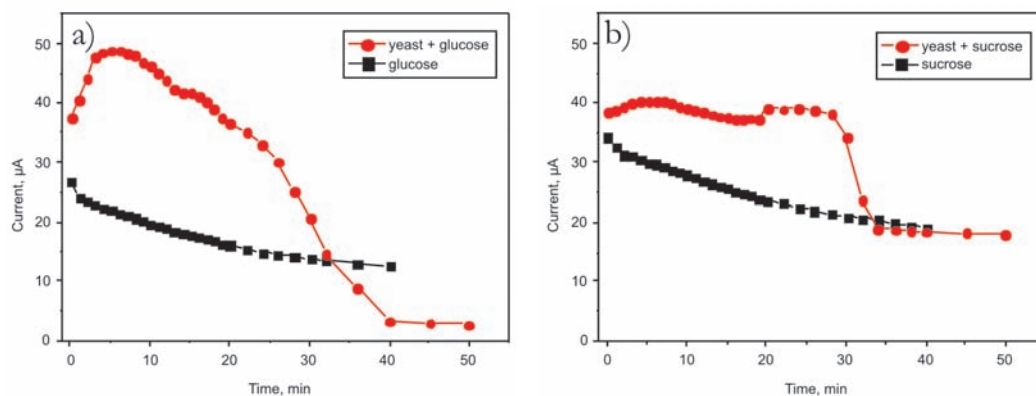 a)
yeast + glucose
glucose
Current, µA
50
40
30
20
10
0
0 10 20 30 40 50
Time, min
b)
yeast + sucrose
sucrose
Current, µA
50
40
30
20
10
0
0 10 20 30 40 50
Time, min